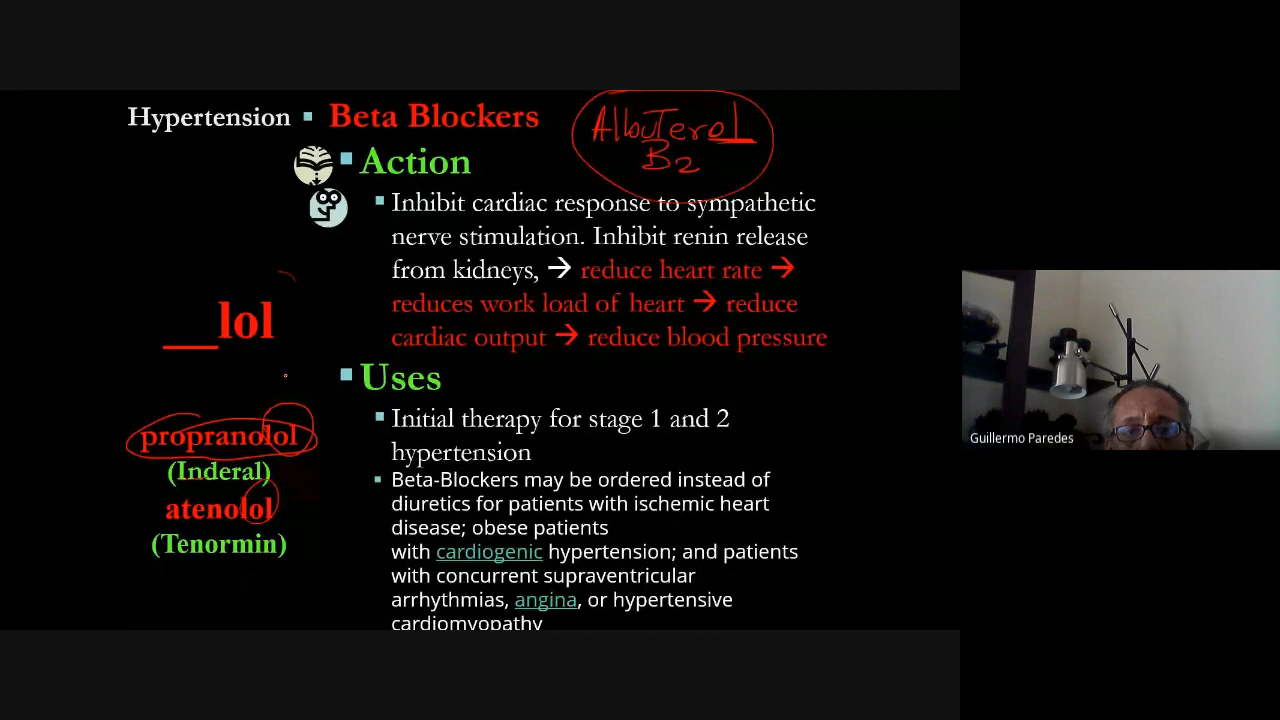 Hypertension ▪ Beta Blockers
AlbuTerol
B2
Action
Inhibit cardiac response to sympathetic
nerve stimulation. Inhibit renin release
from kidneys, → reduce heart rate →
reduces work load of heart → reduce
cardiac output → reduce blood pressure
__lol
Uses
Initial therapy for stage 1 and 2
hypertension
Beta-Blockers may be ordered instead of
diuretics for patients with ischemic heart
disease; obese patients
with cardiogenic hypertension; and patients
with concurrent supraventricular
arrhythmias, angina, or hypertensive
cardiomyopathy
propranolol
(Inderal)
atenolol
(Tenormin)
Guillermo Paredes